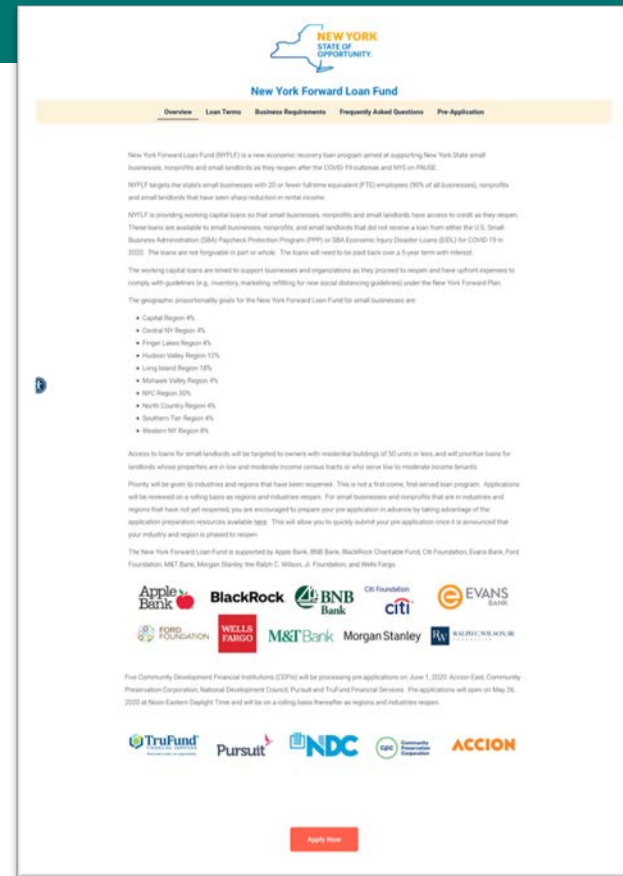 NEW YORK
STATE OF
OPPORTUNITY.
New York Forward Loan Fund
Overview Loan Terms Business Requirements Frequently Asked Questions Pre-Application
New York Forward Loan Fund (NYFLF) is a new economic recovery loan program aimed at supporting New York State small
businesses, nonprofits and small landlords as they reopen after the COVID-19 outbreak and NYS on PAUSE.
NYFLF targets the state's small businesses with 20 or fewer full-time equivalent (FTE) employees (90% of all businesses), nonprofits
and small landlords that have seen sharp reduction in rental income.
NYFLF is providing working capital loans so that small businesses, nonprofits and small landlords have access to credit as they reopen.
These loans are available to small businesses, nonprofits, and small landlords that did not receive a loan from either the U.S. Small
Business Administration (SBA) Paycheck Protection Program (PPP) or SBA Economic Injury Disaster Loans (EIDL) for COVID-19 in
2020. The loans are not forgivable in part or whole. The loans will need to be paid back over a 5-year term with interest.
The working capital loans are timed to support businesses and organizations as they proceed to reopen and have upfront expenses to
comply with guidelines (e.g., inventory, marketing, refitting for new social distancing guidelines) under the New York Forward Plan.
The geographic proportionality goals for the New York Forward Loan Fund for small businesses are:
• Capital Region 4%
• Central NY Region 4%
• Finger Lakes Region 4%
• Hudson Valley Region 12%
• Long Island Region 18%
• Mohawk Valley Region 4%
• NYC Region 30%
• North Country Region 4%
• Southern Tier Region 4%
• Western NY Region 8%
Access to loans for small landlords will be targeted to owners with residential buildings of 50 units or less, and will prioritize loans for
landlords whose properties are in low and moderate income census tracts or who serve low to moderate income tenants.
Priority will be given to industries and regions that have been reopened. This is not a first-come, first-served loan program. Applications
will be reviewed on a rolling basis as regions and industries reopen. For small businesses and nonprofits that are in industries and
regions that have not yet reopened, you are encouraged to prepare your pre-application in advance by taking advantage of the
application preparation resources available here. This will allow you to quickly submit your pre-application once it is announced that
your industry and region is phased to reopen.
The New York Forward Loan Fund is supported by Apple Bank, BNB Bank, BlackRock Charitable Fund, Citi Foundation, Evans Bank, Ford
Foundation, M&T Bank, Morgan Stanley, the Ralph C. Wilson, Jr. Foundation, and Wells Fargo.
Apple Bank BlackRock BNB Bank Citi Foundation citi EVANS BANK
FORD FOUNDATION WELLS FARGO M&T Bank Morgan Stanley RW RALPH C. WILSON, JR. FOUNDATION
Five Community Development Financial Institutions (CDFIs) will be processing pre-applications on June 1, 2020: Accion East, Community
Preservation Corporation, National Development Council, Pursuit and TruFund Financial Services. Pre-applications will open on May 26,
2020 at Noon Eastern Daylight Time and will be on a rolling basis thereafter as regions and industries reopen.
TruFund FINANCIAL SERVICES Pursuit NDC cpc Community Preservation Corporation ACCION
Apply Now